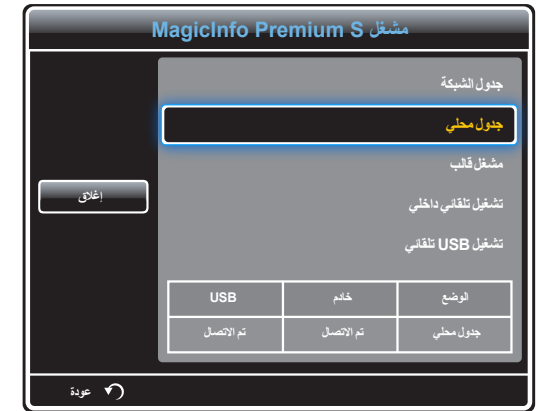 مشغل MagicInfo Premium S
جدول الشبكة
جدول محلي
مشغل قالب
تشغيل تلقائي داخلي
تشغيل USB تلقائي
إغلاق
الوضع خادم USB
جدول محلي تم الاتصال تم الاتصال
عودة